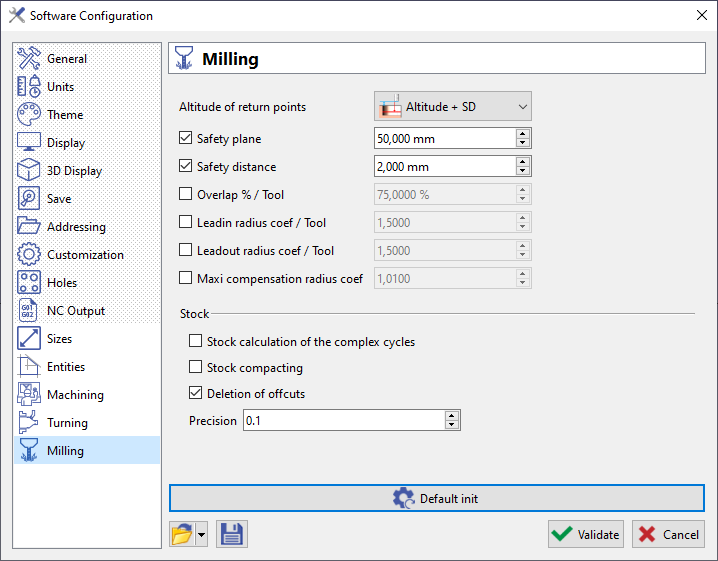 Software Configuration
General
Units
Theme
Display
3D Display
Save
Addressing
Customization
Holes
G01
G02
NC Output
Sizes
Entities
Machining
Turning
Milling
Milling
Altitude of return points Altitude + SD
Safety plane 50,000 mm
Safety distance 2,000 mm
Overlap % / Tool 75,0000 %
Leadin radius coef / Tool 1,5000
Leadout radius coef / Tool 1,5000
Maxi compensation radius coef 1,0100
Stock
Stock calculation of the complex cycles
Stock compacting
Deletion of offcuts
Precision 0.1
Default init
Validate Cancel